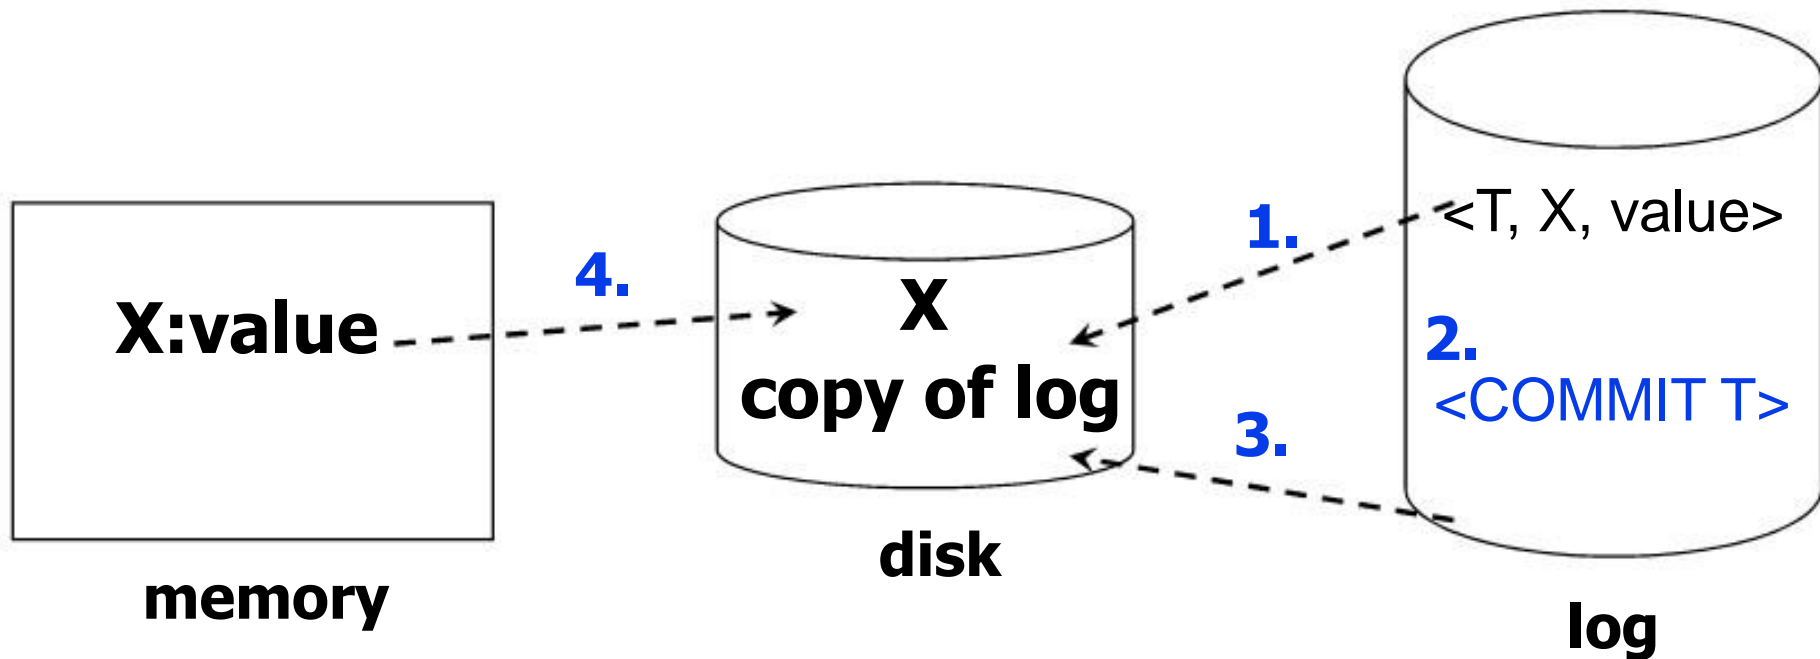 X:value
memory
4.
X
copy of log
disk
1.
3.
<T, X, value>
2.
<COMMIT T>
log